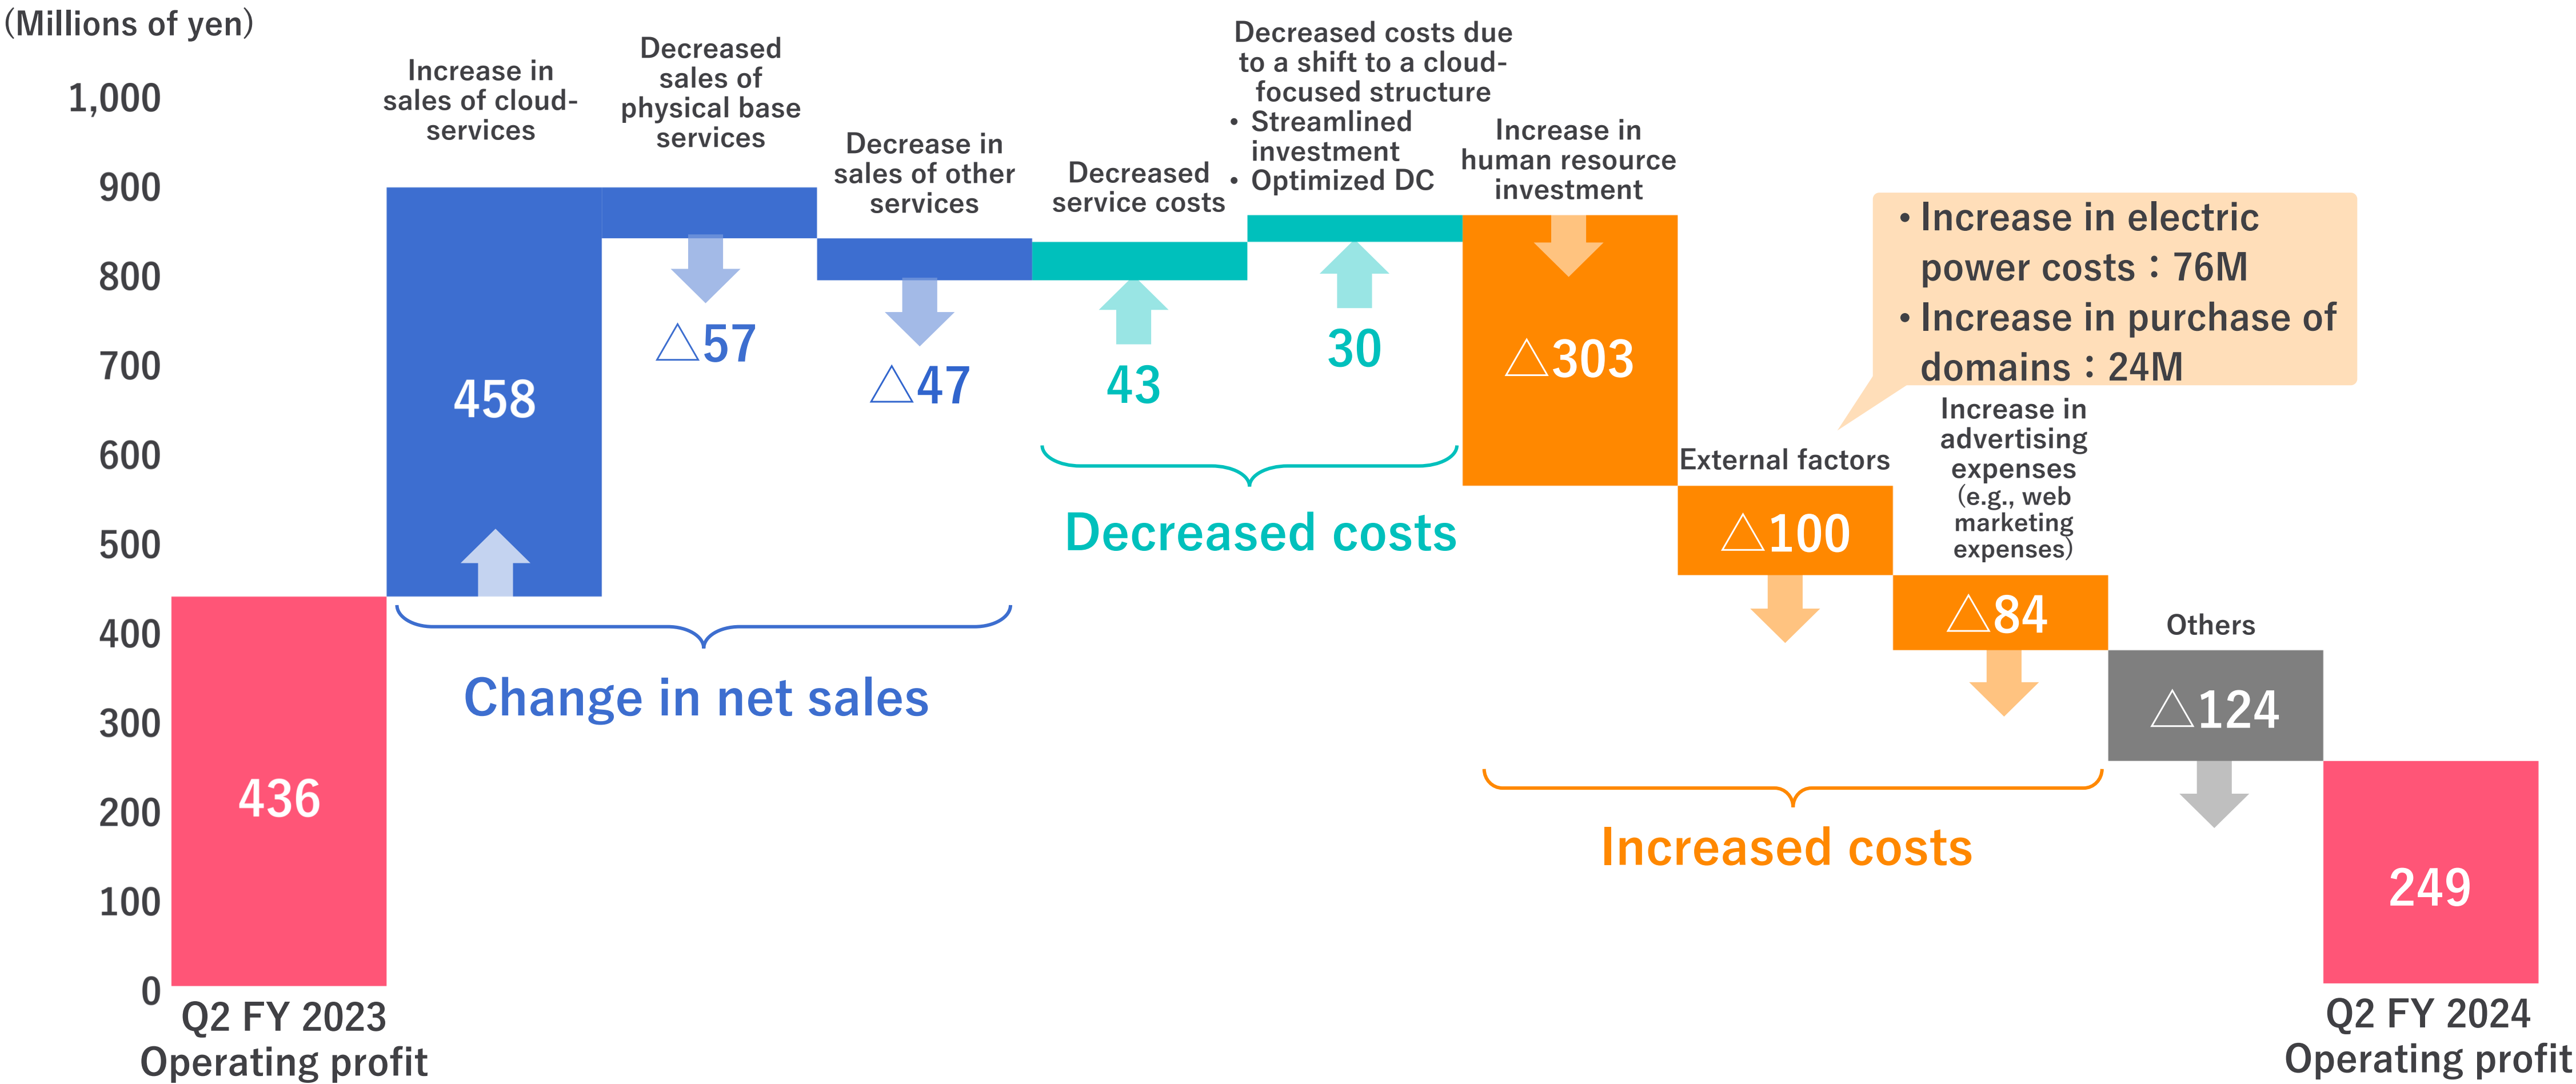 (Millions of yen)
1,000
900
800
700
600
500
400
300
200
100
0
436
Q2 FY 2023
Operating profit
Increase in
sales of cloud-
services
458
Decreased
sales of
physical base
services
△57
Decrease in
sales of other
services
△47
Change in net sales
Decreased
service costs
43
Decreased costs due
to a shift to a cloud-
focused structure
• Streamlined
investment
• Optimized DC
30
Decreased costs
Increase in
human resource
investment
△303
External factors
△100
• Increase in electric
power costs：76M
• Increase in purchase of
domains：24M
Increase in
advertising
expenses
(e.g., web
marketing
expenses)
△84
Increased costs
Others
△124
249
Q2 FY 2024
Operating profit